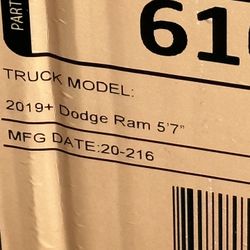 PART
61
TRUCK MODEL:
2019+ Dodge Ram 5'7"
MFG DATE:20-216